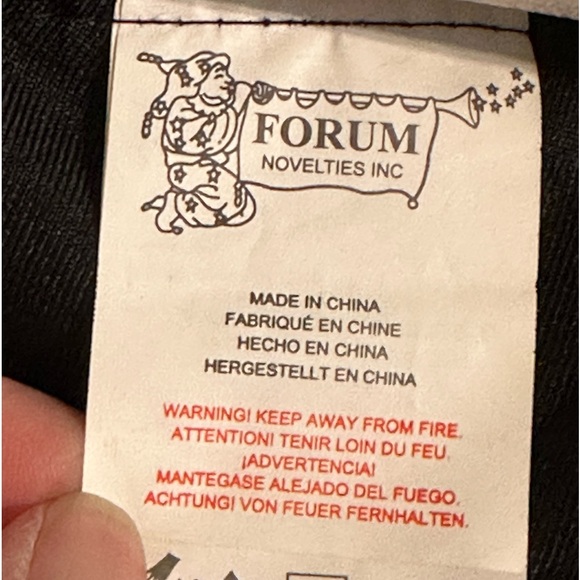 FORUM
NOVELTIES INC
MADE IN CHINA
FABRIQUÉ EN CHINE
HECHO EN CHINA
HERGESTELLT EN CHINA
WARNING! KEEP AWAY FROM FIRE.
ATTENTION! TENIR LOIN DU FEU.
¡ADVERTENCIA!
MANTEGASE ALEJADO DEL FUEGO.
ACHTUNG! VON FEUER FERNHALTEN.